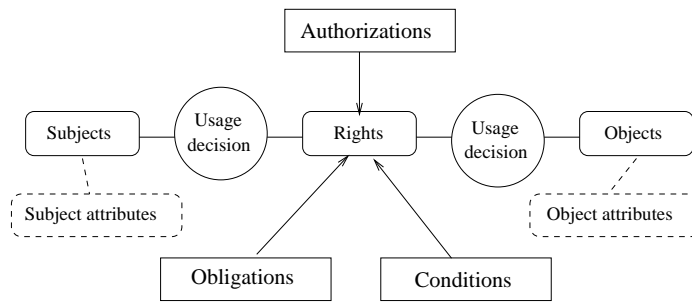 Authorizations
Subjects
Usage
decision
Rights
Usage
decision
Objects
Subject attributes
Object attributes
Obligations
Conditions